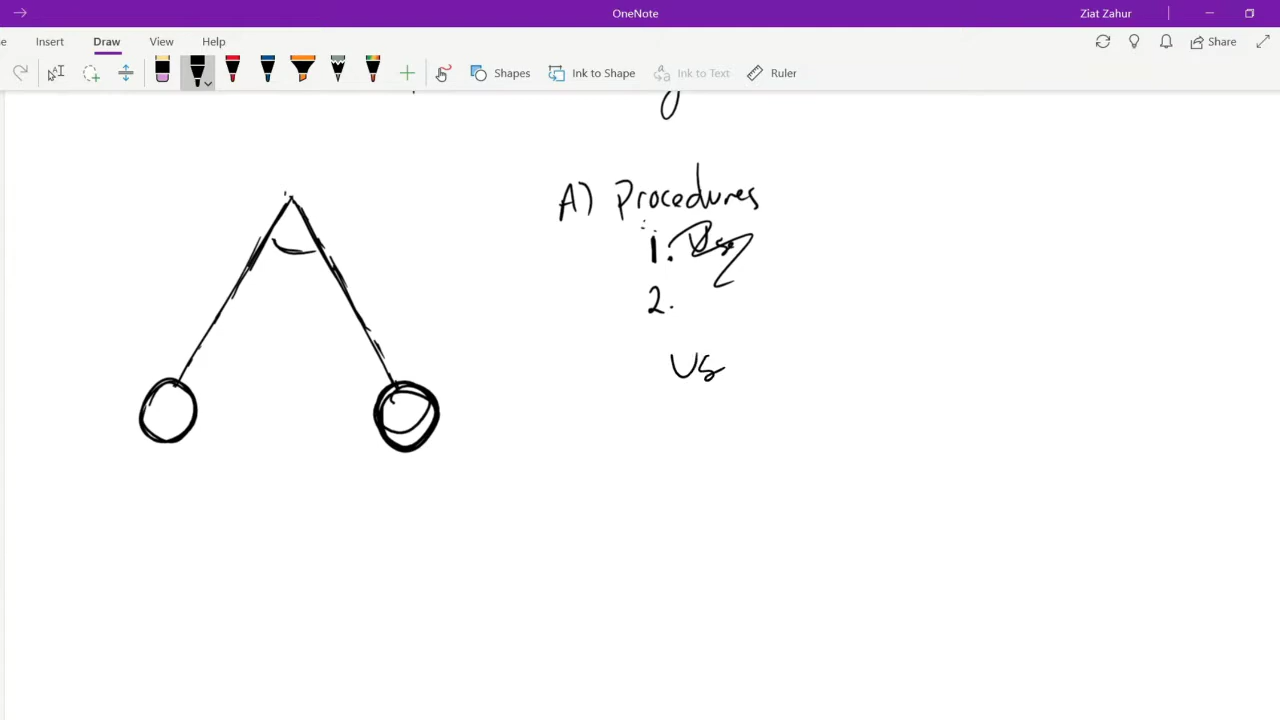 OneNote
Ziat Zahur
Insert Draw View Help
Share
Shapes Ink to Shape Ink to Text Ruler
A) Procedures
1.
2.
Us